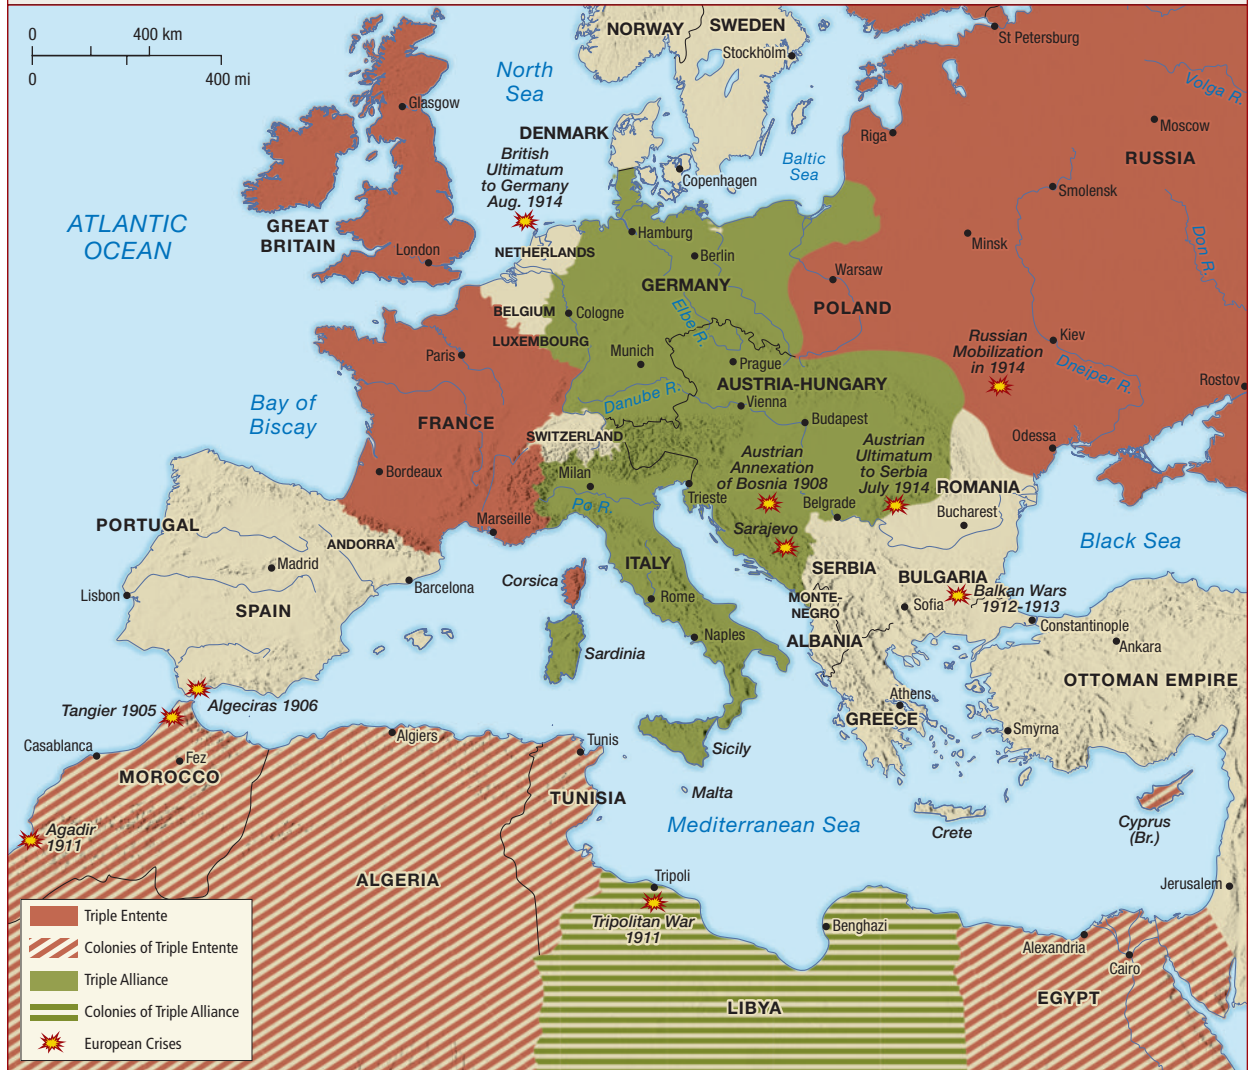 0 400 km
0 400 mi
NORWAY
SWEDEN
Stockholm
St Petersburg
North
Sea
Volga R.
Glasgow
DENMARK
Riga
Moscow
RUSSIA
British
Ultimatum
to Germany
Aug. 1914
Baltic
Sea
Copenhagen
Smolensk
ATLANTIC
OCEAN
GREAT
BRITAIN
London
NETHERLANDS
Hamburg
Berlin
Minsk
Don R.
Warsaw
GERMANY
POLAND
BELGIUM
Cologne
Elbe R.
LUXEMBOURG
Paris
Munich
Prague
Russian
Mobilization
in 1914
Kiev
Dneiper R.
Rostov
AUSTRIA-HUNGARY
Danube R.
Vienna
Budapest
Bay of
Biscay
FRANCE
SWITZERLAND
Odessa
Austrian
Annexation
of Bosnia 1908
Austrian
Ultimatum
to Serbia
July 1914
Bordeaux
Milan
Trieste
Belgrade
ROMANIA
Bucharest
Po R.
Marseille
Sarajevo
PORTUGAL
ANDORRA
Black Sea
Madrid
Barcelona
Corsica
ITALY
SERBIA
BULGARIA
Lisbon
SPAIN
Rome
MONTE-
NEGRO
Sofia
Balkan Wars
1912-1913
Constantinople
Naples
ALBANIA
Ankara
Sardinia
OTTOMAN EMPIRE
Algeciras 1906
Tangier 1905
Athens
GREECE
Smyrna
Casablanca
Fez
Algiers
Tunis
Sicily
MOROCCO
TUNISIA
Malta
Mediterranean Sea
Crete
Cyprus
(Br.)
Agadir
1911
ALGERIA
Tripoli
Jerusalem
Tripolitan War
1911
Benghazi
Alexandria
Cairo
LIBYA
EGYPT
Triple Entente
Colonies of Triple Entente
Triple Alliance
Colonies of Triple Alliance
European Crises